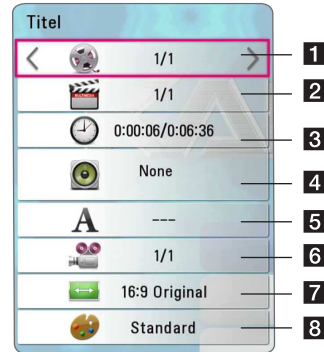 Titel
1/1 1
1/1 2
0:00:06/0:06:36 3
None 4
A --- 5
1/1 6
16:9 Original 7
Standard 8